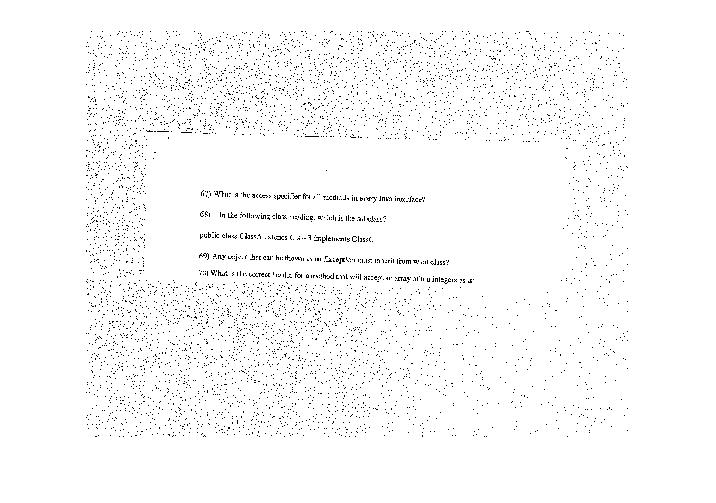 67) What is the access specifier for all methods in every Java interface?
68) In the following class heading, which is the subclass?
public class ClassA extends ClassB implements ClassC
69) Any object that can be thrown as an Exception must inherit from what class?
70) What is the correct header for a method that will accept an array of integers as